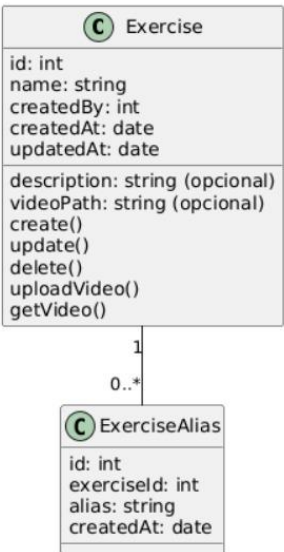 C Exercise
id: int
name: string
createdBy: int
createdAt: date
updatedAt: date
description: string (opcional)
videoPath: string (opcional)
create()
update()
delete()
uploadVideo()
getVideo()
1
0..*
C ExerciseAlias
id: int
exerciseId: int
alias: string
createdAt: date